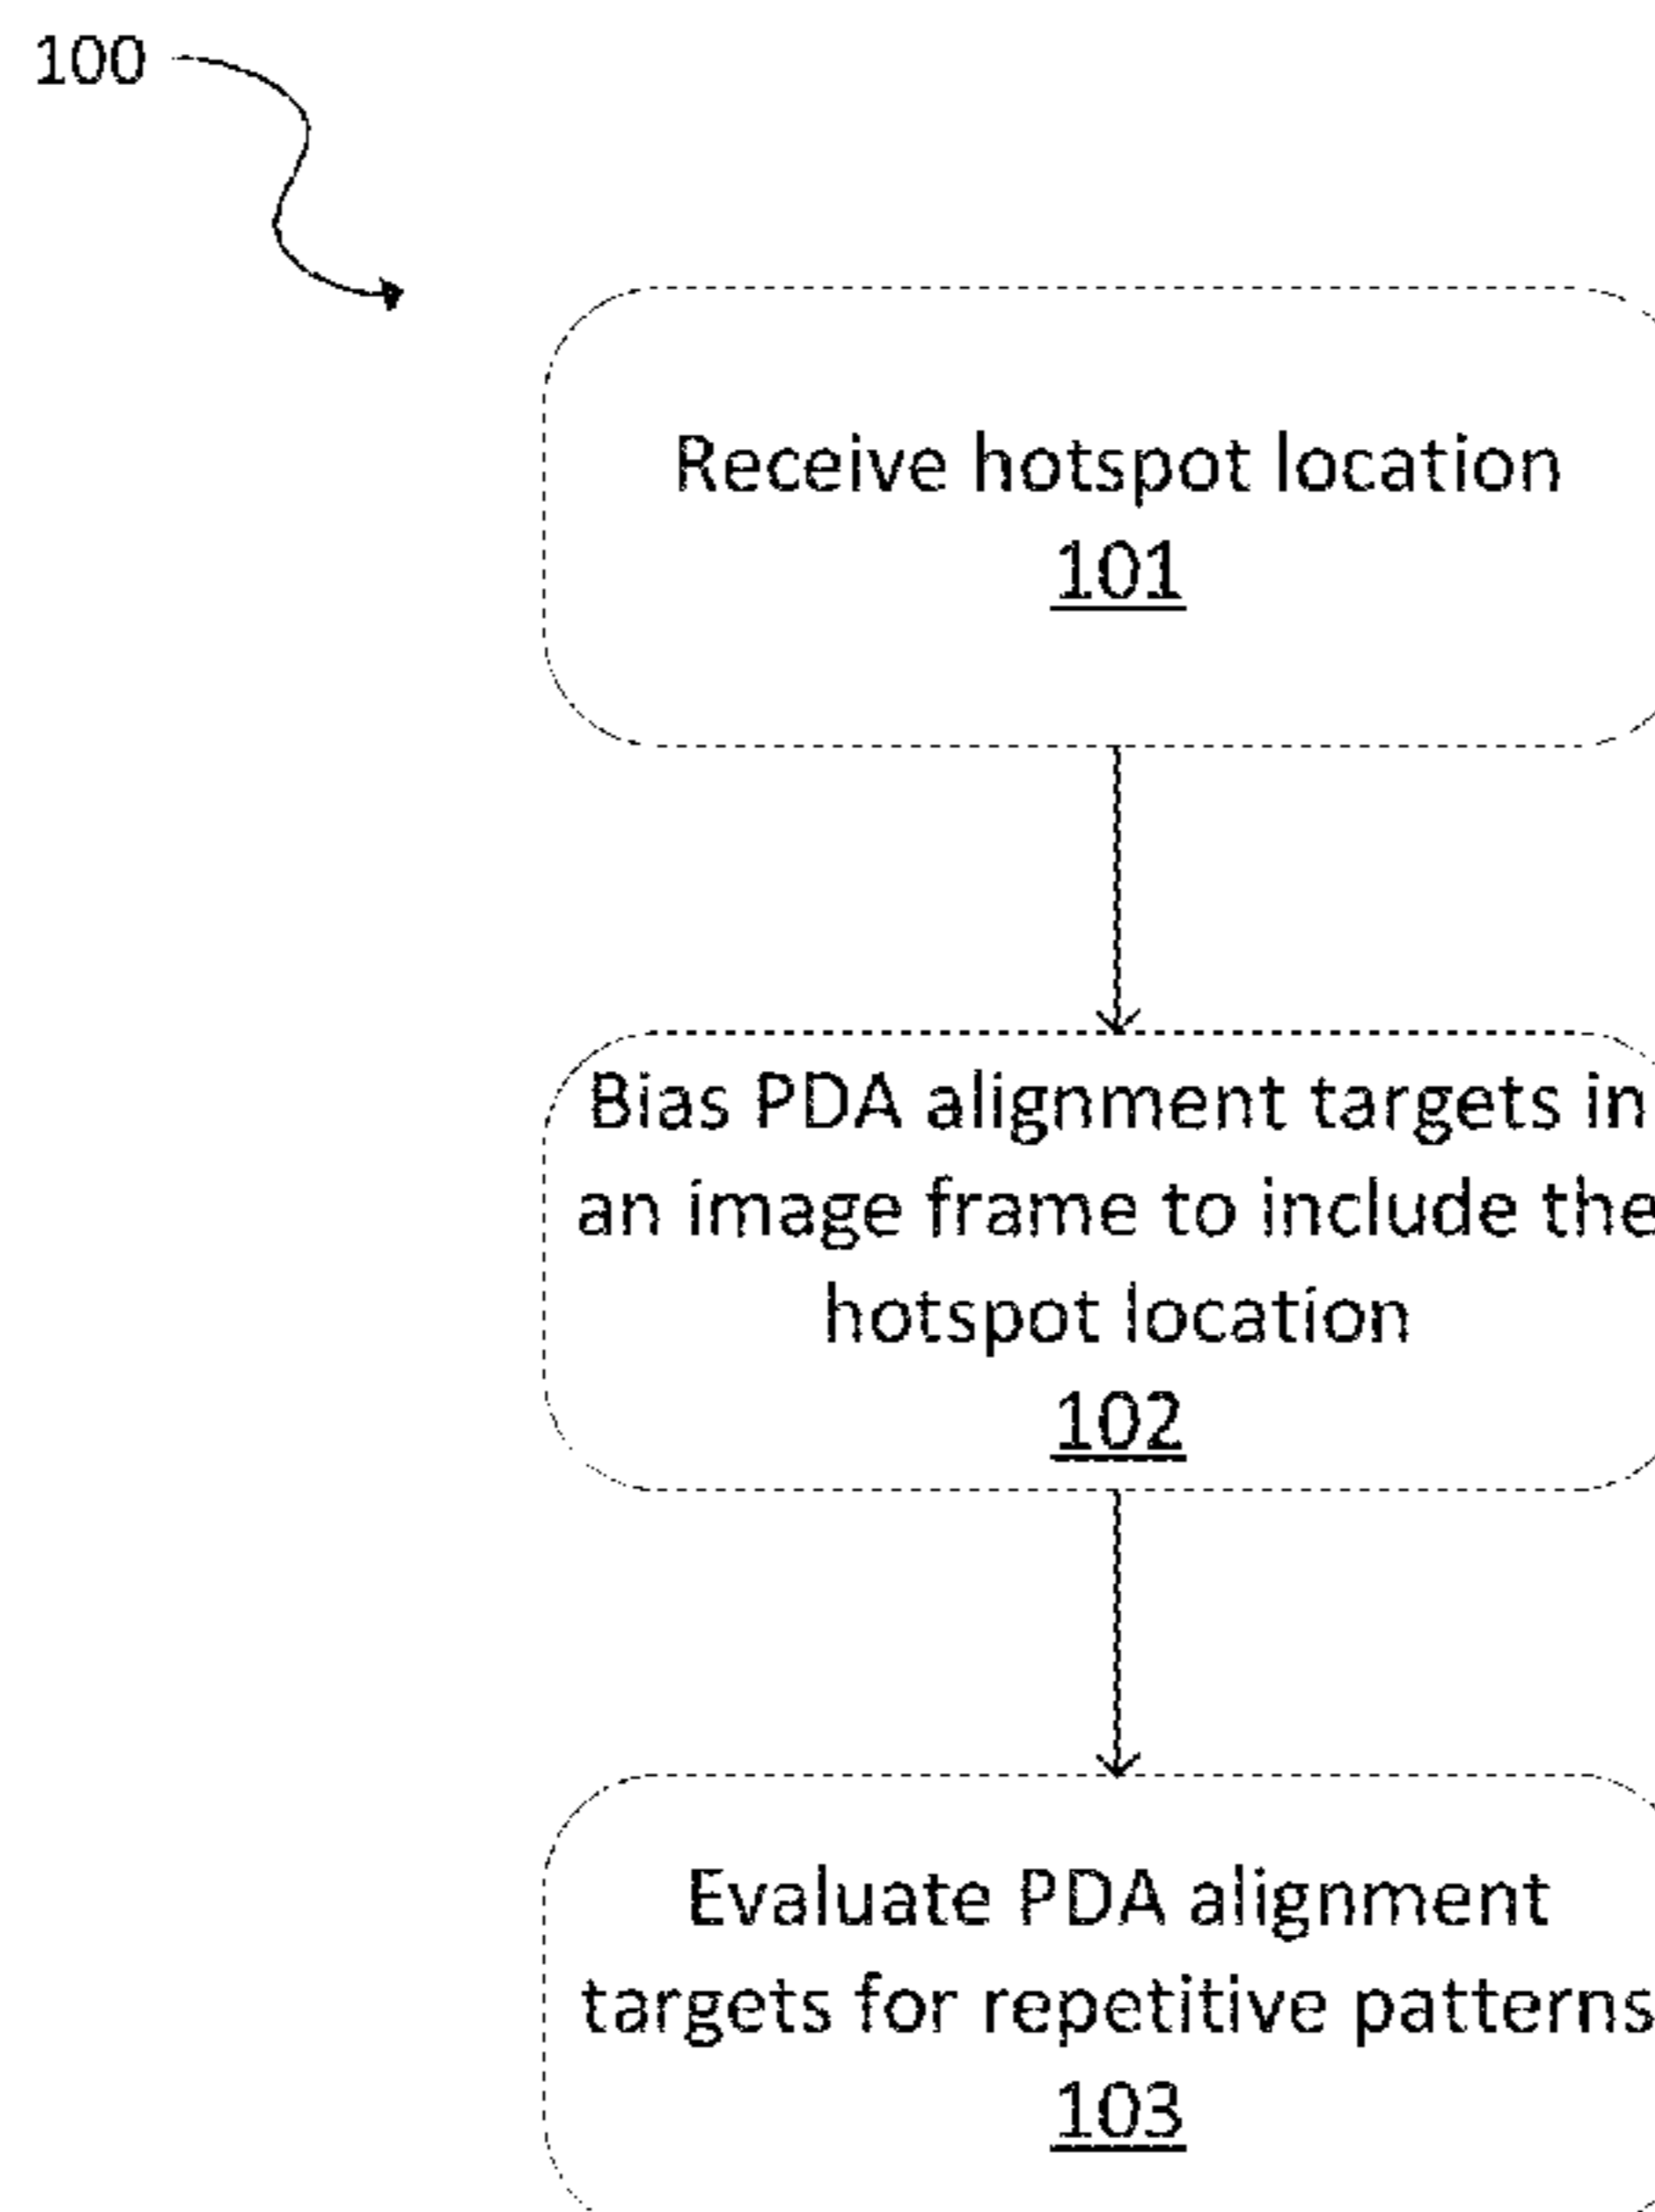 100
Receive hotspot location
101
Bias PDA alignment targets in
an image frame to include the
hotspot location
102
Evaluate PDA alignment
targets for repetitive patterns
103